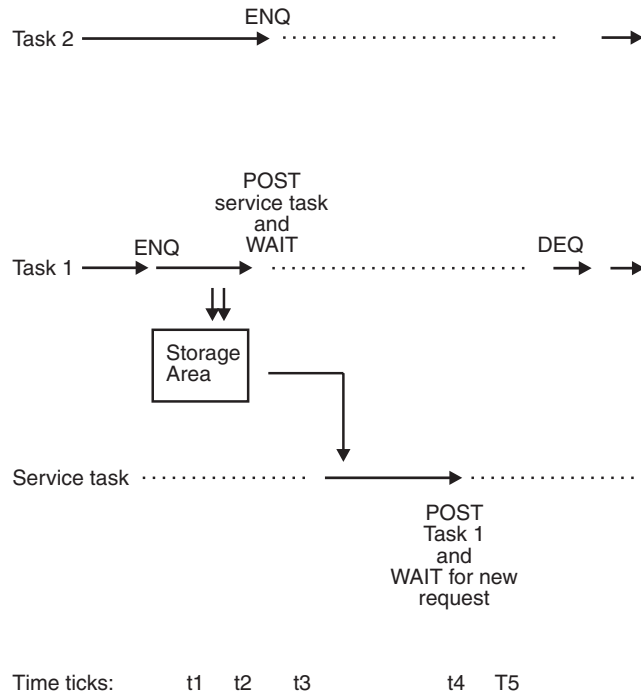 ENQ
Task 2
POST
service task
and
WAIT
ENQ
DEQ
Task 1
Storage
Area
Service task
POST
Task 1
and
WAIT for new
request
Time ticks: t1 t2 t3 t4 T5